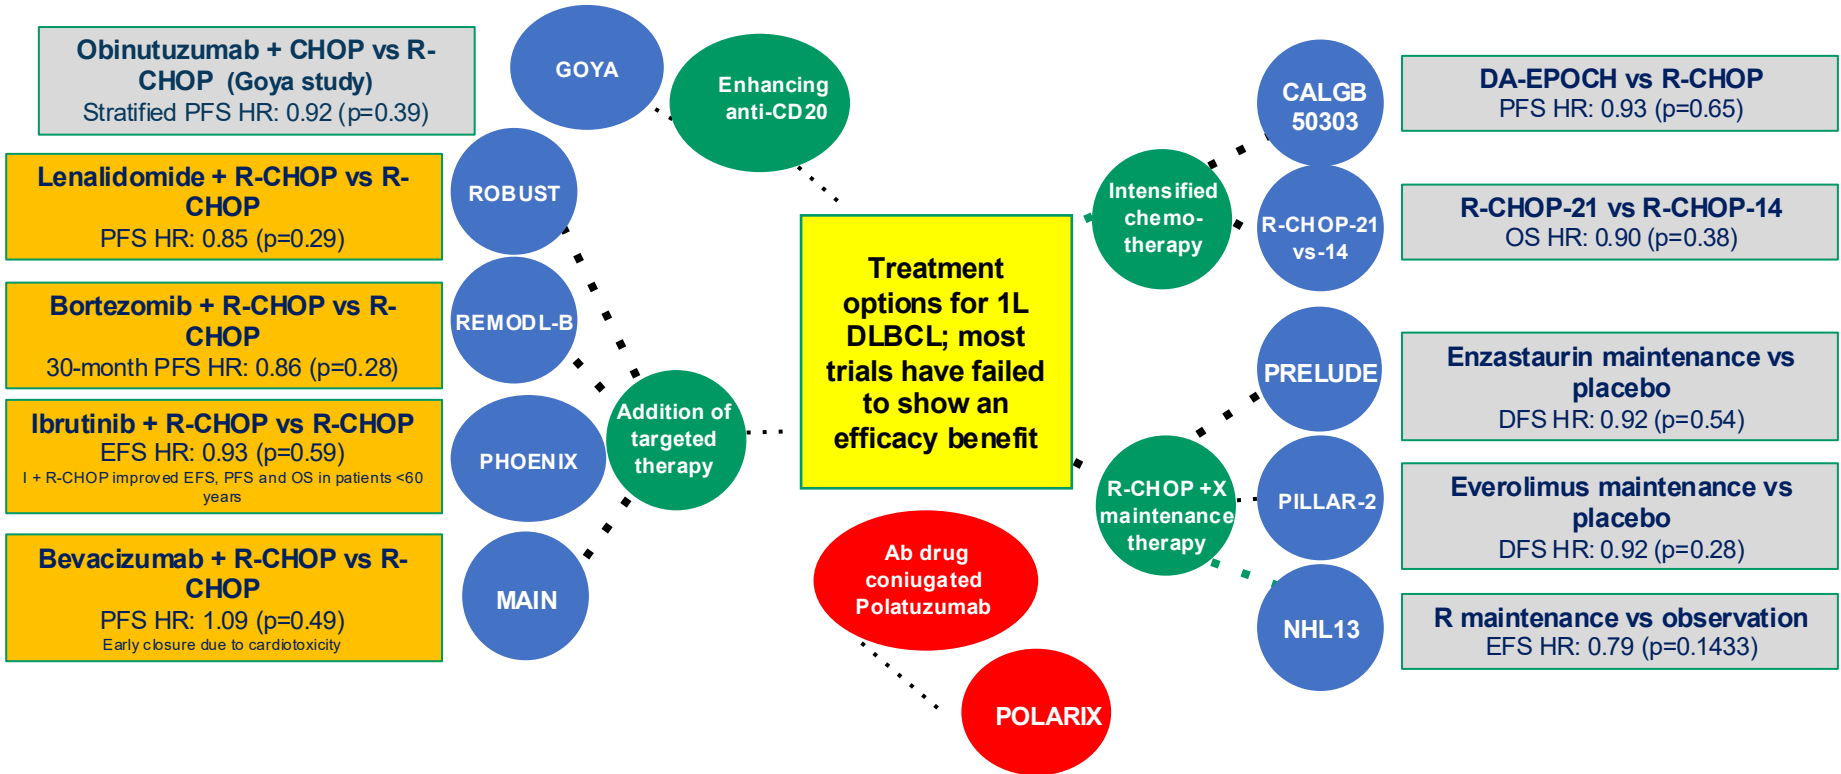 Obinutuzumab + CHOP vs R-
CHOP (Goya study)
Stratified PFS HR: 0.92 (p=0.39)
Lenalidomide + R-CHOP vs R-
CHOP
PFS HR: 0.85 (p=0.29)
Bortezomib + R-CHOP vs R-
CHOP
30-month PFS HR: 0.86 (p=0.28)
Ibrutinib + R-CHOP vs R-CHOP
EFS HR: 0.93 (p=0.59)
I + R-CHOP improved EFS, PFS and OS in patients <60
years
Bevacizumab + R-CHOP vs R-
CHOP
PFS HR: 1.09 (p=0.49)
Early closure due to cardiotoxicity
GOYA
ROBUST
REMODL-B
PHOENIX
MAIN
Enhancing
anti-CD20
Addition of
targeted
therapy
Treatment
options for 1L
DLBCL; most
trials have failed
to show an
efficacy benefit
Ab drug
coniugated
Polatuzumab
POLARIX
Intensified
chemo-
therapy
R-CHOP +X
maintenance
therapy
CALGB
50303
R-CHOP-21
vs-14
PRELUDE
PILLAR-2
NHL13
DA-EPOCH vs R-CHOP
PFS HR: 0.93 (p=0.65)
R-CHOP-21 vs R-CHOP-14
OS HR: 0.90 (p=0.38)
Enzastaurin maintenance vs
placebo
DFS HR: 0.92 (p=0.54)
Everolimus maintenance vs
placebo
DFS HR: 0.92 (p=0.28)
R maintenance vs observation
EFS HR: 0.79 (p=0.1433)